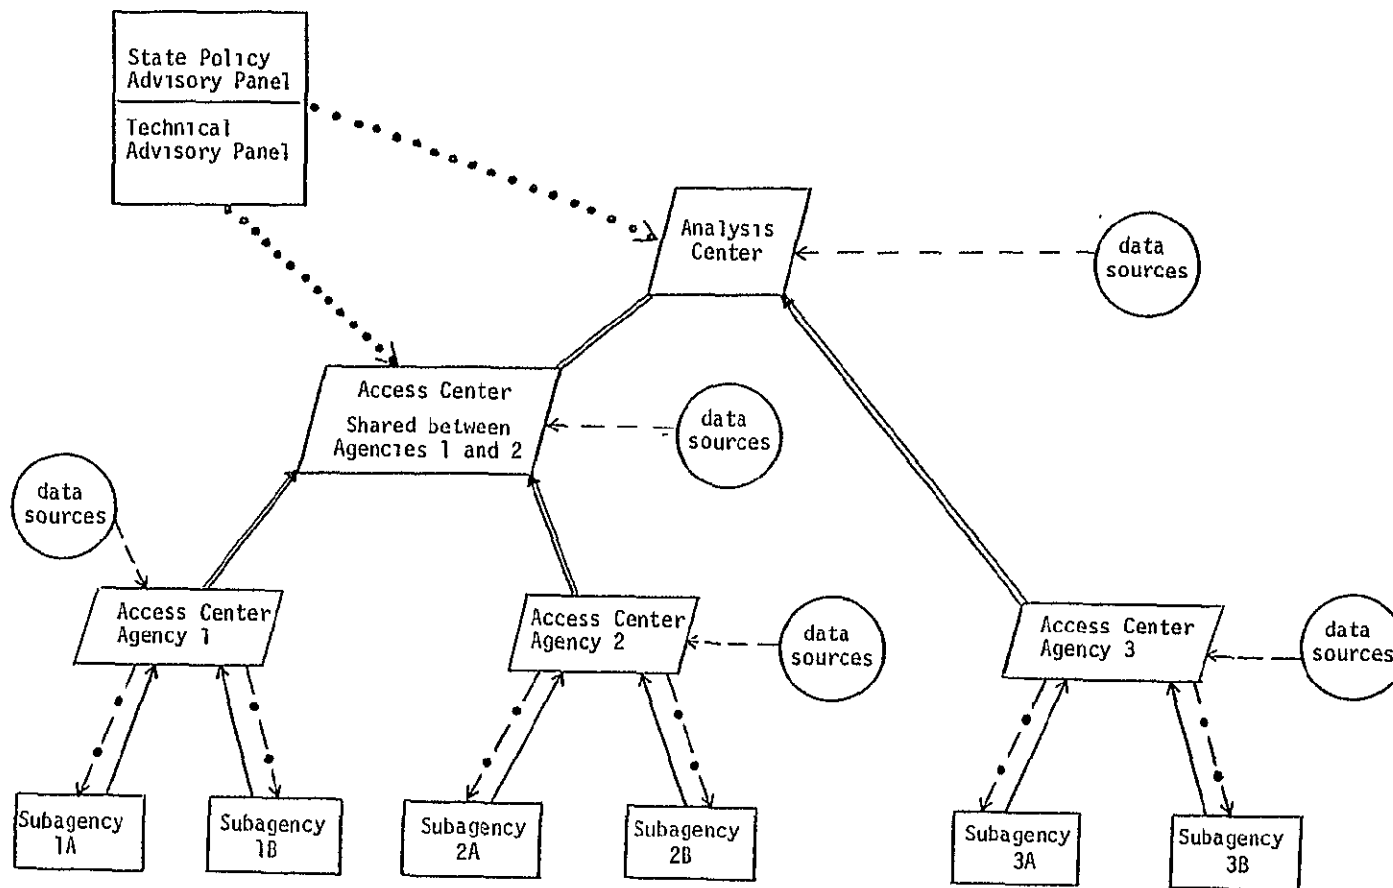 State Policy
Advisory Panel
Technical
Advisory Panel
Analysis
Center
data
sources
Access Center
Shared between
Agencies 1 and 2
data
sources
data
sources
Access Center
Agency 1
Access Center
Agency 2
data
sources
Access Center
Agency 3
data
sources
Subagency
1A
Subagency
1B
Subagency
2A
Subagency
2B
Subagency
3A
Subagency
3B